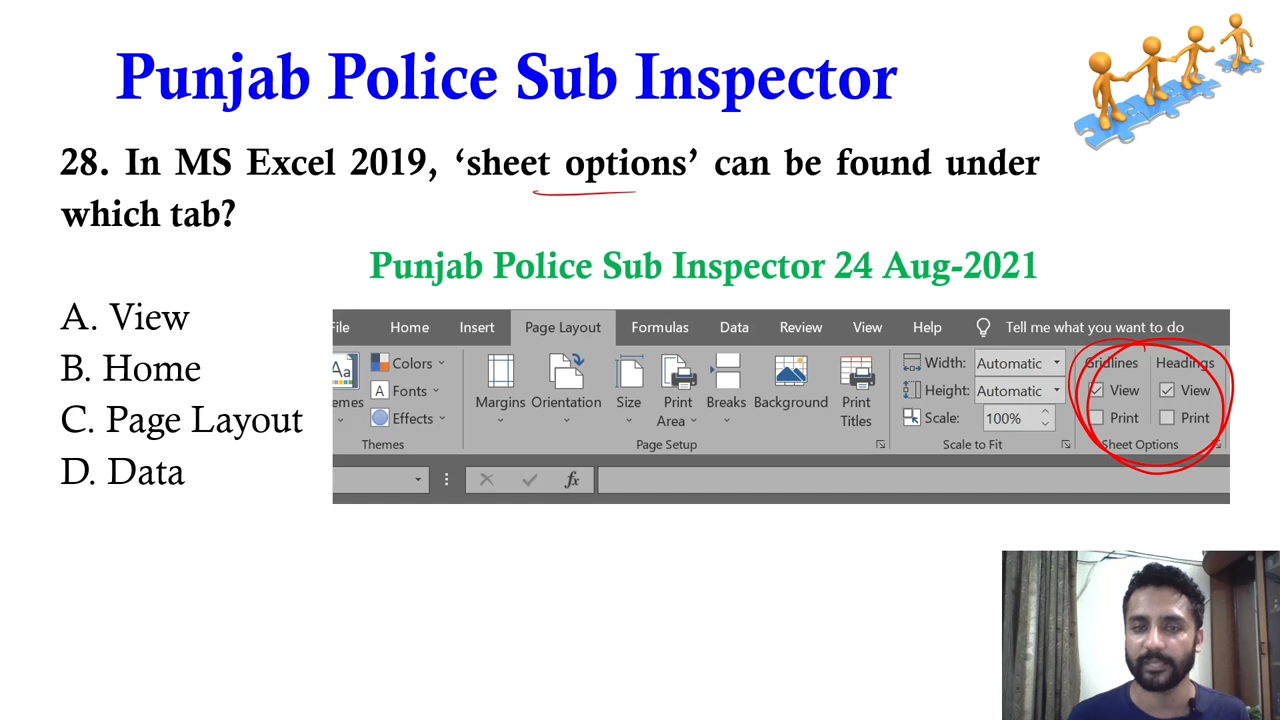 Punjab Police Sub Inspector
28. In MS Excel 2019, ‘sheet options’ can be found under
which tab?
Punjab Police Sub Inspector 24 Aug-2021
A. View
B. Home
C. Page Layout
D. Data
File Home Insert Page Layout Formulas Data Review View Help Tell me what you want to do
Aa Colors Width: Automatic Gridlines Headings
A Fonts Height: Automatic View View
emes Effects Margins Orientation Size Print Area Breaks Background Print Titles Scale: 100% Print Print
Themes Page Setup Scale to Fit Sheet Options
fx